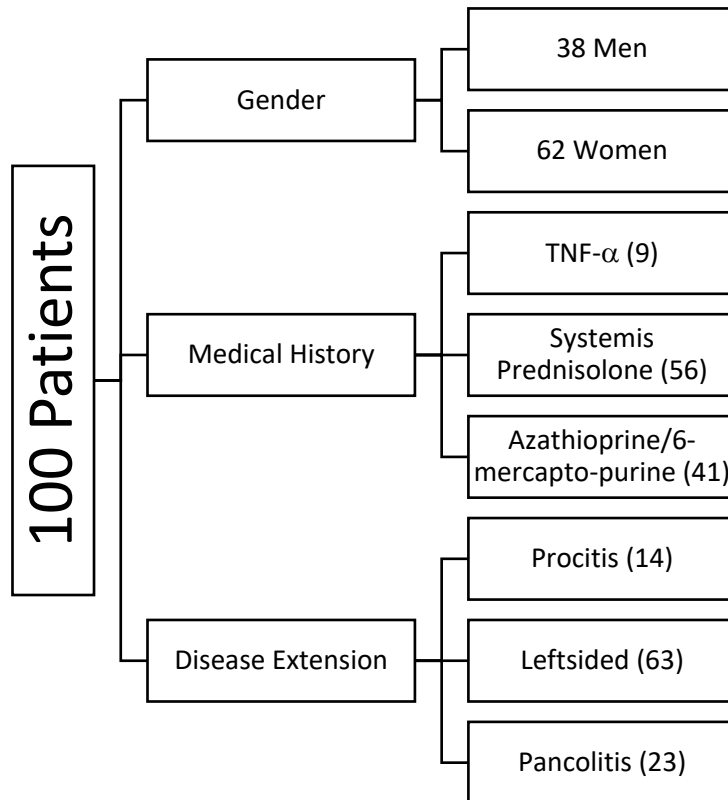 100 Patients
Gender
38 Men
62 Women
Medical History
TNF-α (9)
Systemis
Prednisolone (56)
Azathioprine/6-
mercapto-purine (41)
Disease Extension
Procitis (14)
Leftsided (63)
Pancolitis (23)